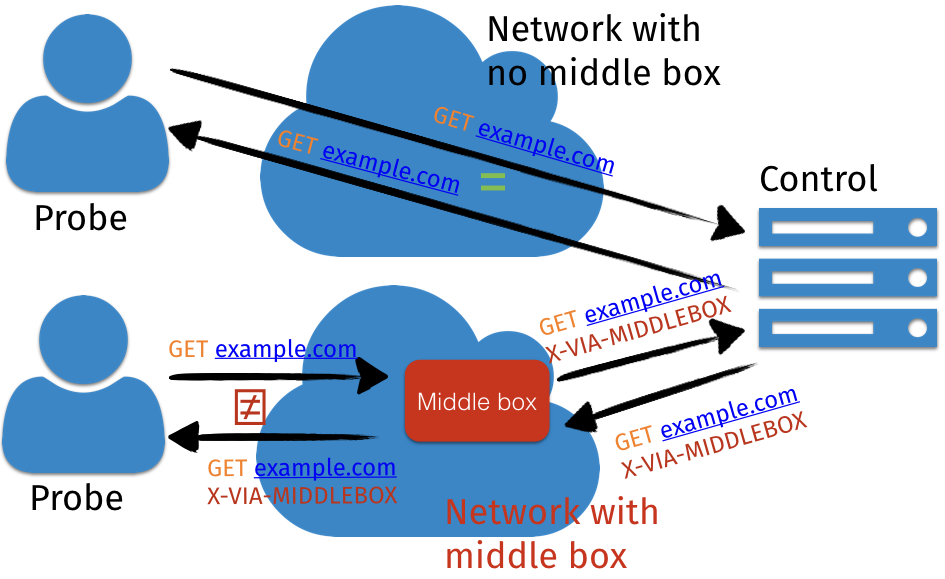 Network with
no middle box
GET example.com
GET example.com
=
Probe
Control
GET example.com
X-VIA-MIDDLEBOX
GET example.com
Middle box
≠
GET example.com
X-VIA-MIDDLEBOX
GET example.com
X-VIA-MIDDLEBOX
Probe
Network with
middle box